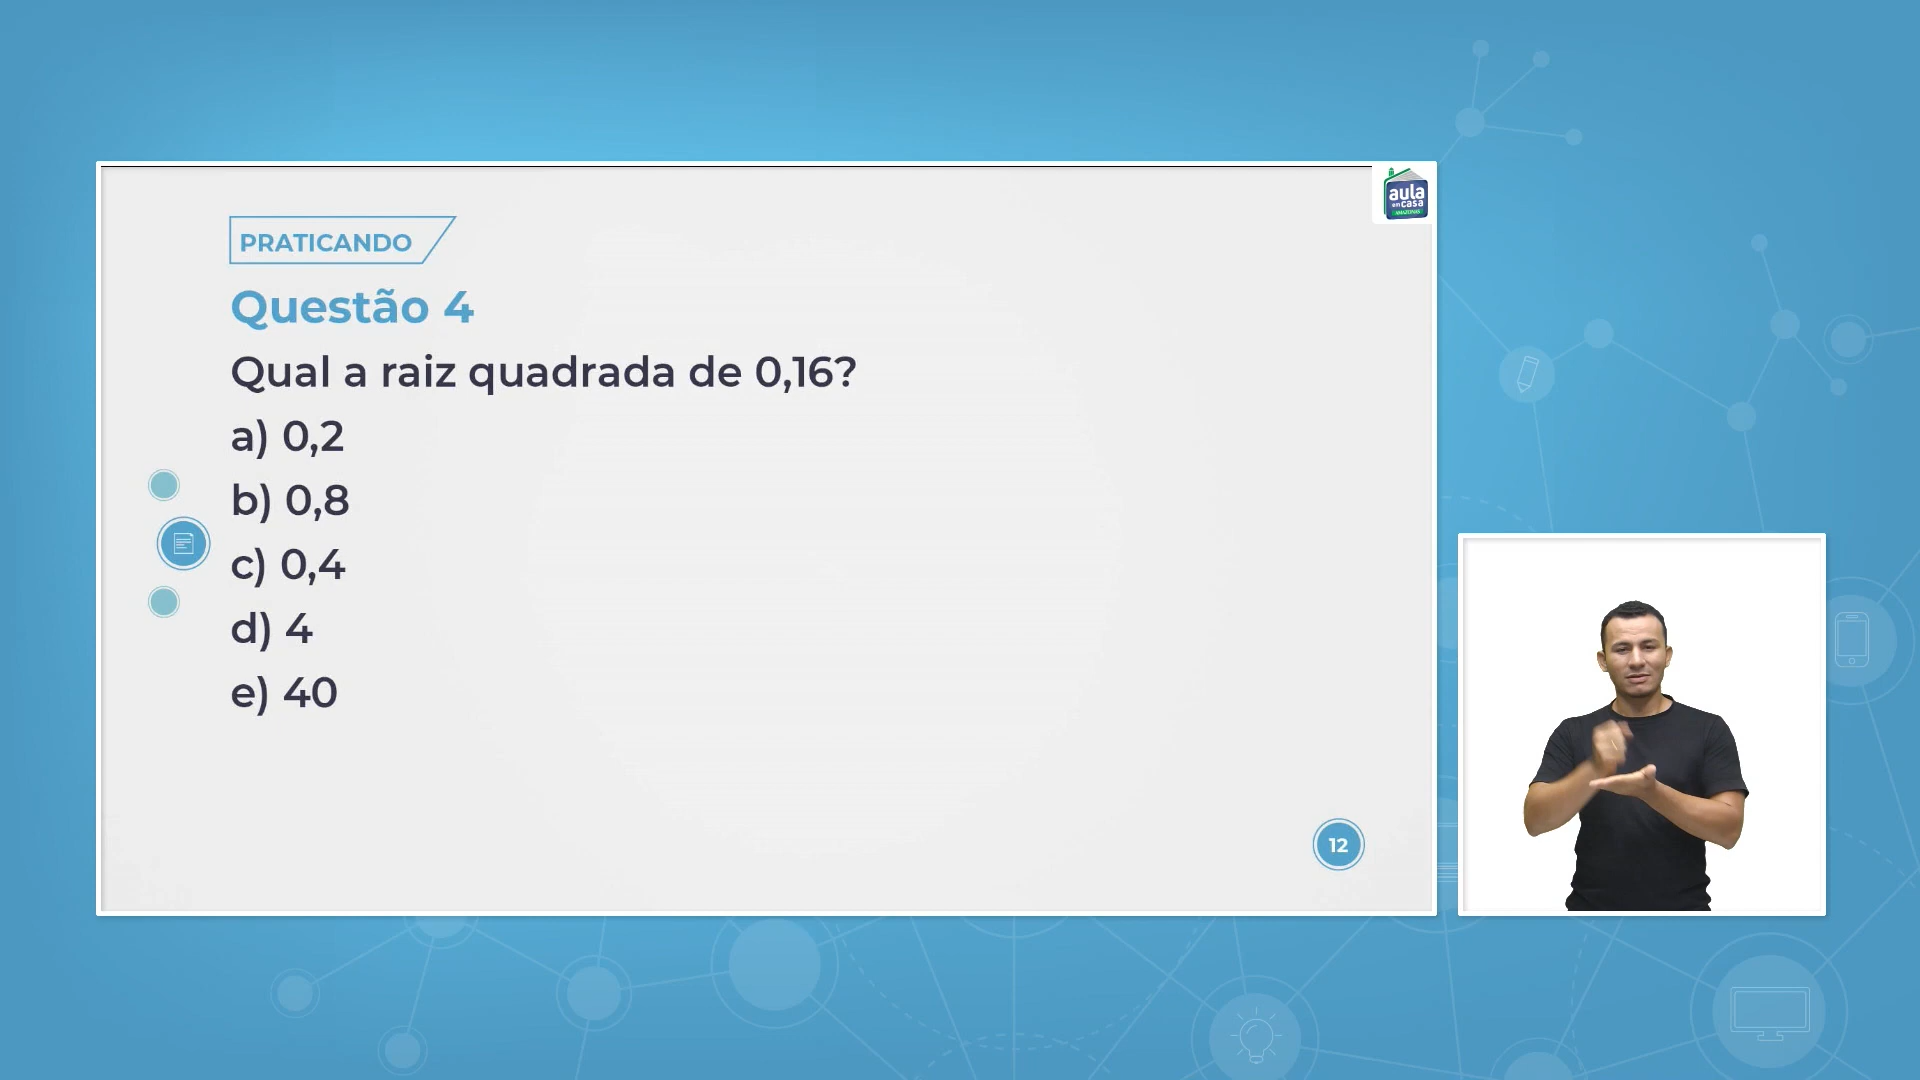 aula
em casa
AMAZONAS
PRATICANDO
Questão 4
Qual a raiz quadrada de 0,16?
a) 0,2
b) 0,8
c) 0,4
d) 4
e) 40
12